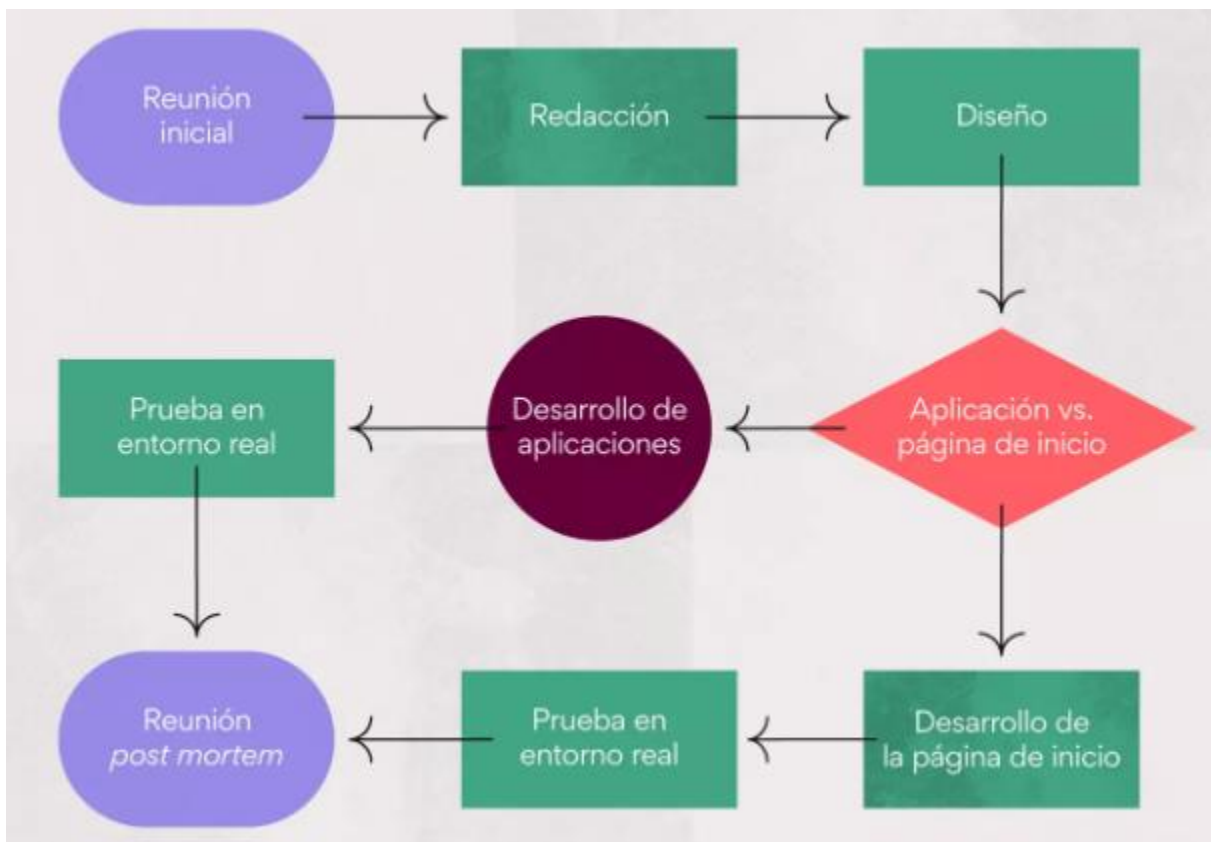 Reunión
inicial
Redacción
Diseño
Prueba en
entorno real
Desarrollo de
aplicaciones
Aplicación vs.
página de inicio
Reunión
post mortem
Prueba en
entorno real
Desarrollo de
la página de inicio